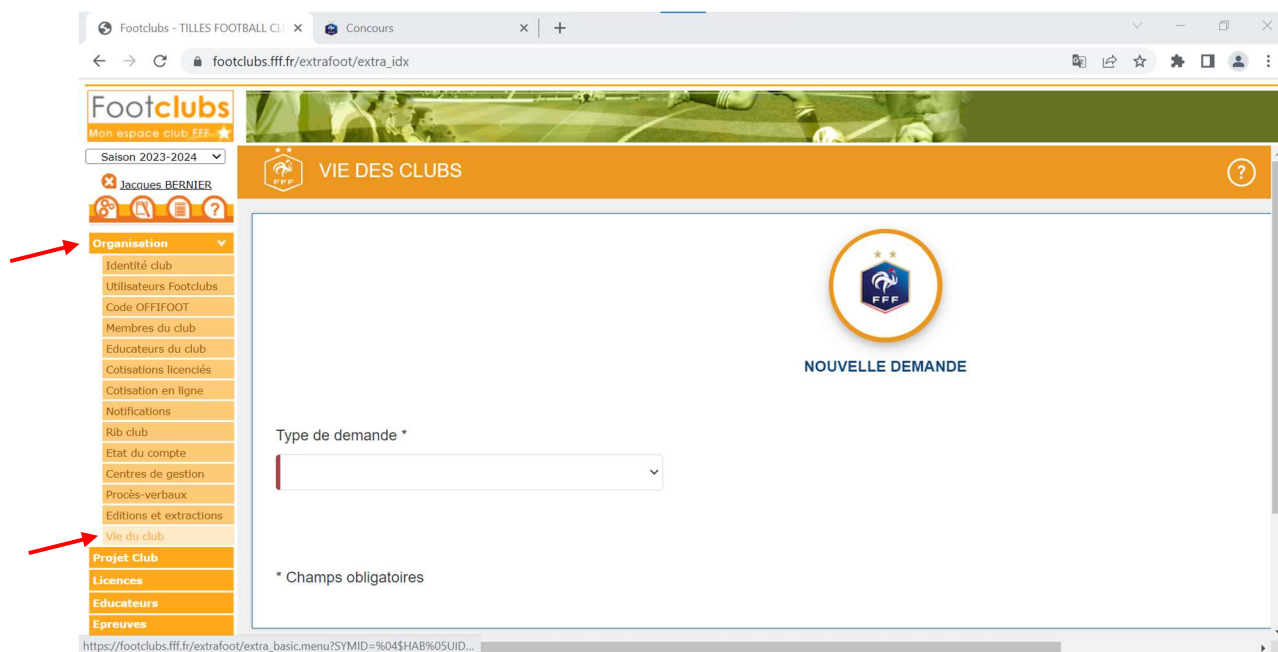 Footclubs - TILLES FOOTBALL CL
Concours
footclubs.fff.fr/extrafoot/extra_idx
Footclubs
Mon espace club FFF
Saison 2023-2024
Jacques BERNIER
VIE DES CLUBS
FFF
?
?
Organisation
Identité club
Utilisateurs Footclubs
Code OFFIFOOT
Membres du club
Educateurs du club
Cotisations licenciés
Cotisation en ligne
Notifications
Rib club
Etat du compte
Centres de gestion
Procès-verbaux
Editions et extractions
Vie du club
Projet Club
Licences
Educateurs
Epreuves
FFF
NOUVELLE DEMANDE
Type de demande *
* Champs obligatoires
https://footclubs.fff.fr/extrafoot/extra_basic.menu?SYMID=%04$HAB%05UID...